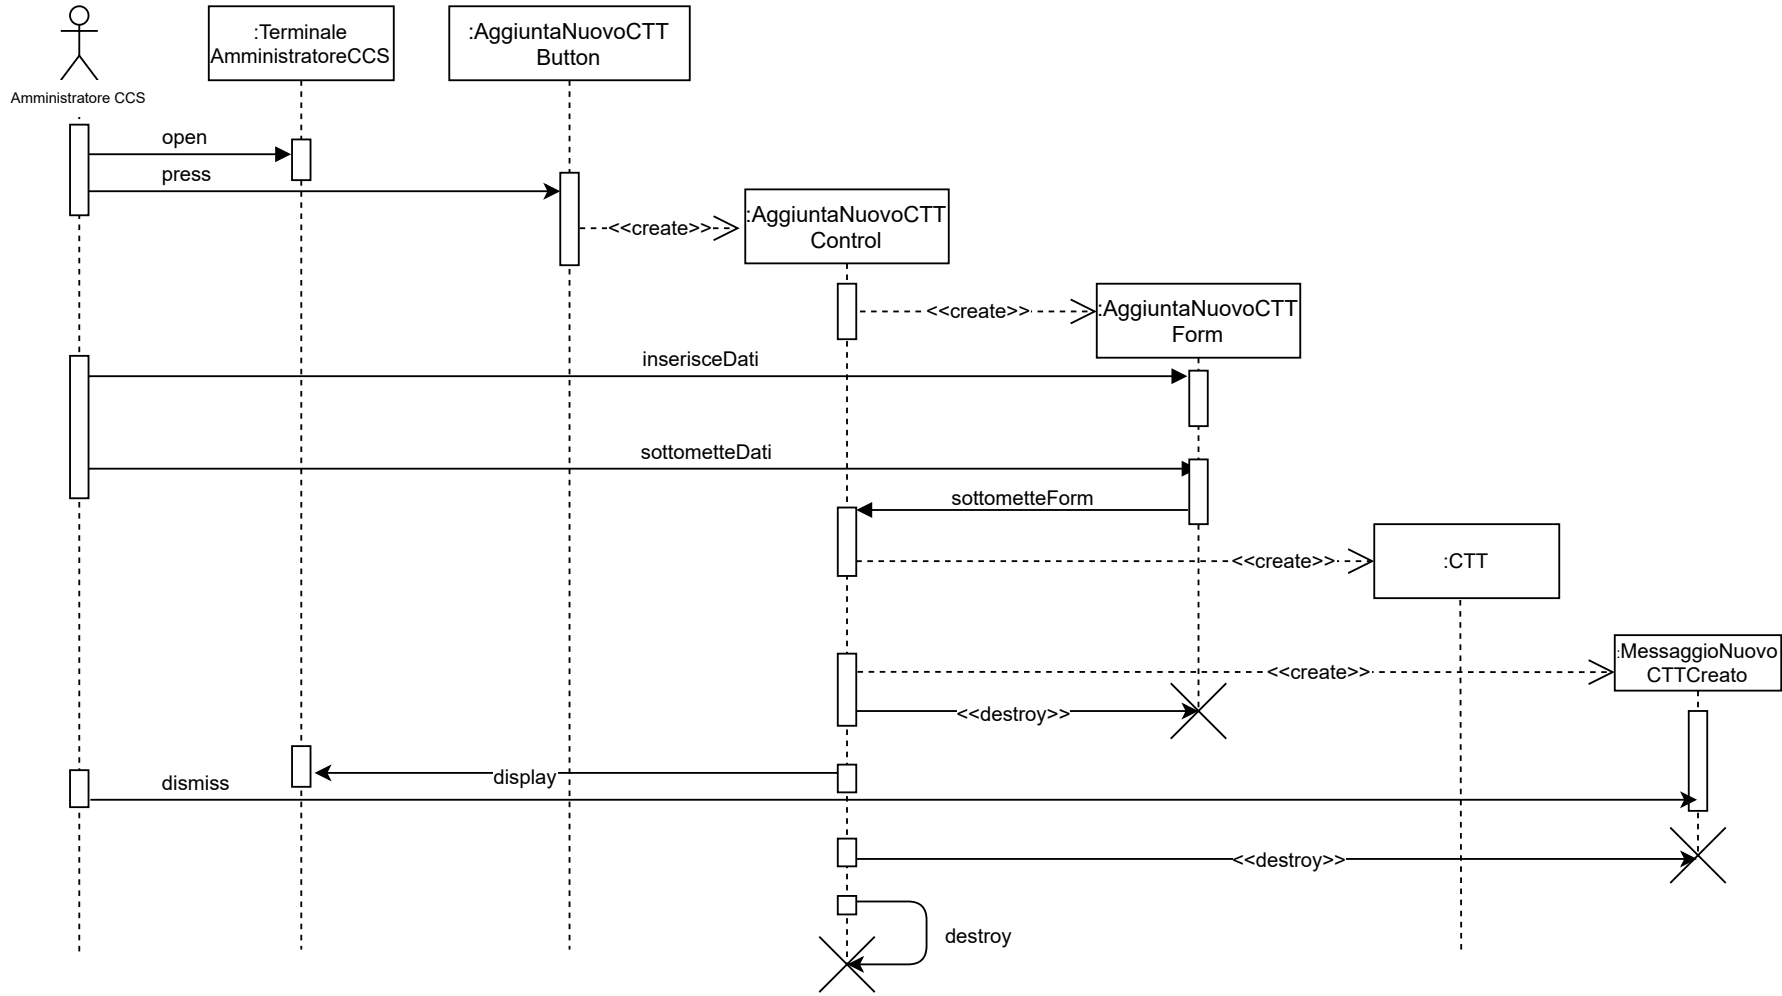 :Terminale
AmministratoreCCS
:AggiuntaNuovoCTT
Button
Amministratore CCS
open
press
:AggiuntaNuovoCTT
Control
<<create>>
:AggiuntaNuovoCTT
Form
<<create>>
inserisceDati
sottometteDati
sottometteForm
<<create>>
:CTT
:MessaggioNuovo
CTTCreato
<<create>>
<<destroy>>
display
dismiss
<<destroy>>
destroy